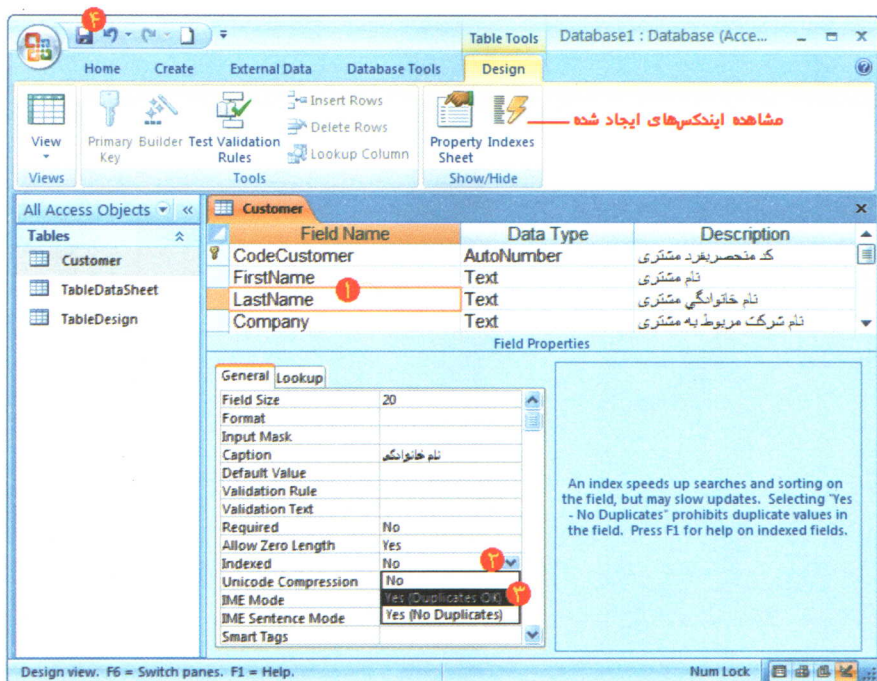 ۴
Table Tools
Database1 : Database (Acce...
Home Create External Data Database Tools Design
View
Primary Key
Builder
Test Validation Rules
Insert Rows
Delete Rows
Lookup Column
Property Sheet
Indexes
مشاهده ایندکس‌های ایجاد شده
Views
Tools
Show/Hide
All Access Objects
Customer
Tables
Customer
TableDataSheet
TableDesign
Field Name Data Type Description
CodeCustomer AutoNumber کد منحصربفرد مشتری
FirstName Text نام مشتری
LastName ۱ Text نام خانوادگي مشتری
Company Text نام شرکت مربوط به مشتری
Field Properties
General Lookup
Field Size 20
Format
Input Mask
Caption نام خانوادگی
Default Value
Validation Rule
Validation Text
Required No
Allow Zero Length Yes
Indexed No ۲
Unicode Compression No
IME Mode Yes (Duplicates OK) ۳
IME Sentence Mode Yes (No Duplicates)
Smart Tags
An index speeds up searches and sorting on
the field, but may slow updates. Selecting "Yes
- No Duplicates" prohibits duplicate values in
the field. Press F1 for help on indexed fields.
Design view. F6 = Switch panes. F1 = Help.
Num Lock